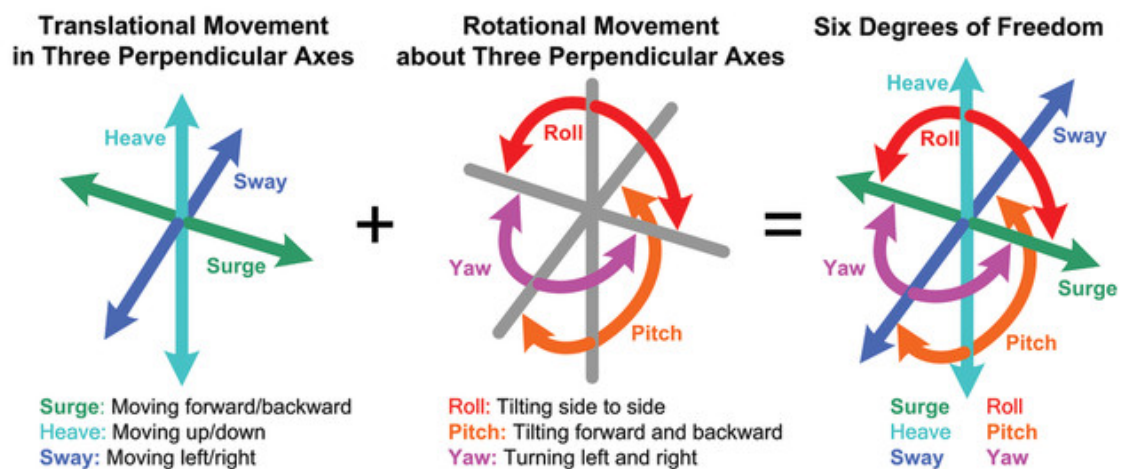 Translational Movement
in Three Perpendicular Axes
Heave
Sway
Surge
Surge: Moving forward/backward
Heave: Moving up/down
Sway: Moving left/right
+
Rotational Movement
about Three Perpendicular Axes
Roll
Yaw
Pitch
Roll: Tilting side to side
Pitch: Tilting forward and backward
Yaw: Turning left and right
=
Six Degrees of Freedom
Heave
Roll
Sway
Yaw
Surge
Pitch
Surge Roll
Heave Pitch
Sway Yaw